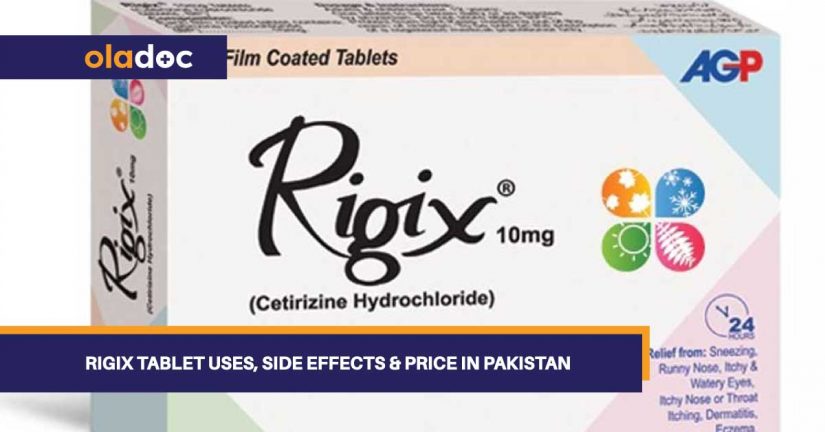 oladoc
Film Coated Tablets
AGP
Rigix®
10mg
(Cetirizine Hydrochloride)
Rigix
(Cetirizine Hydrochloride)
24
HOURS
Relief from: Sneezing,
Runny Nose, Itchy &
Watery Eyes,
Itchy Nose or Throat
Itching, Dermatitis,
Eczema
RIGIX TABLET USES, SIDE EFFECTS & PRICE IN PAKISTAN